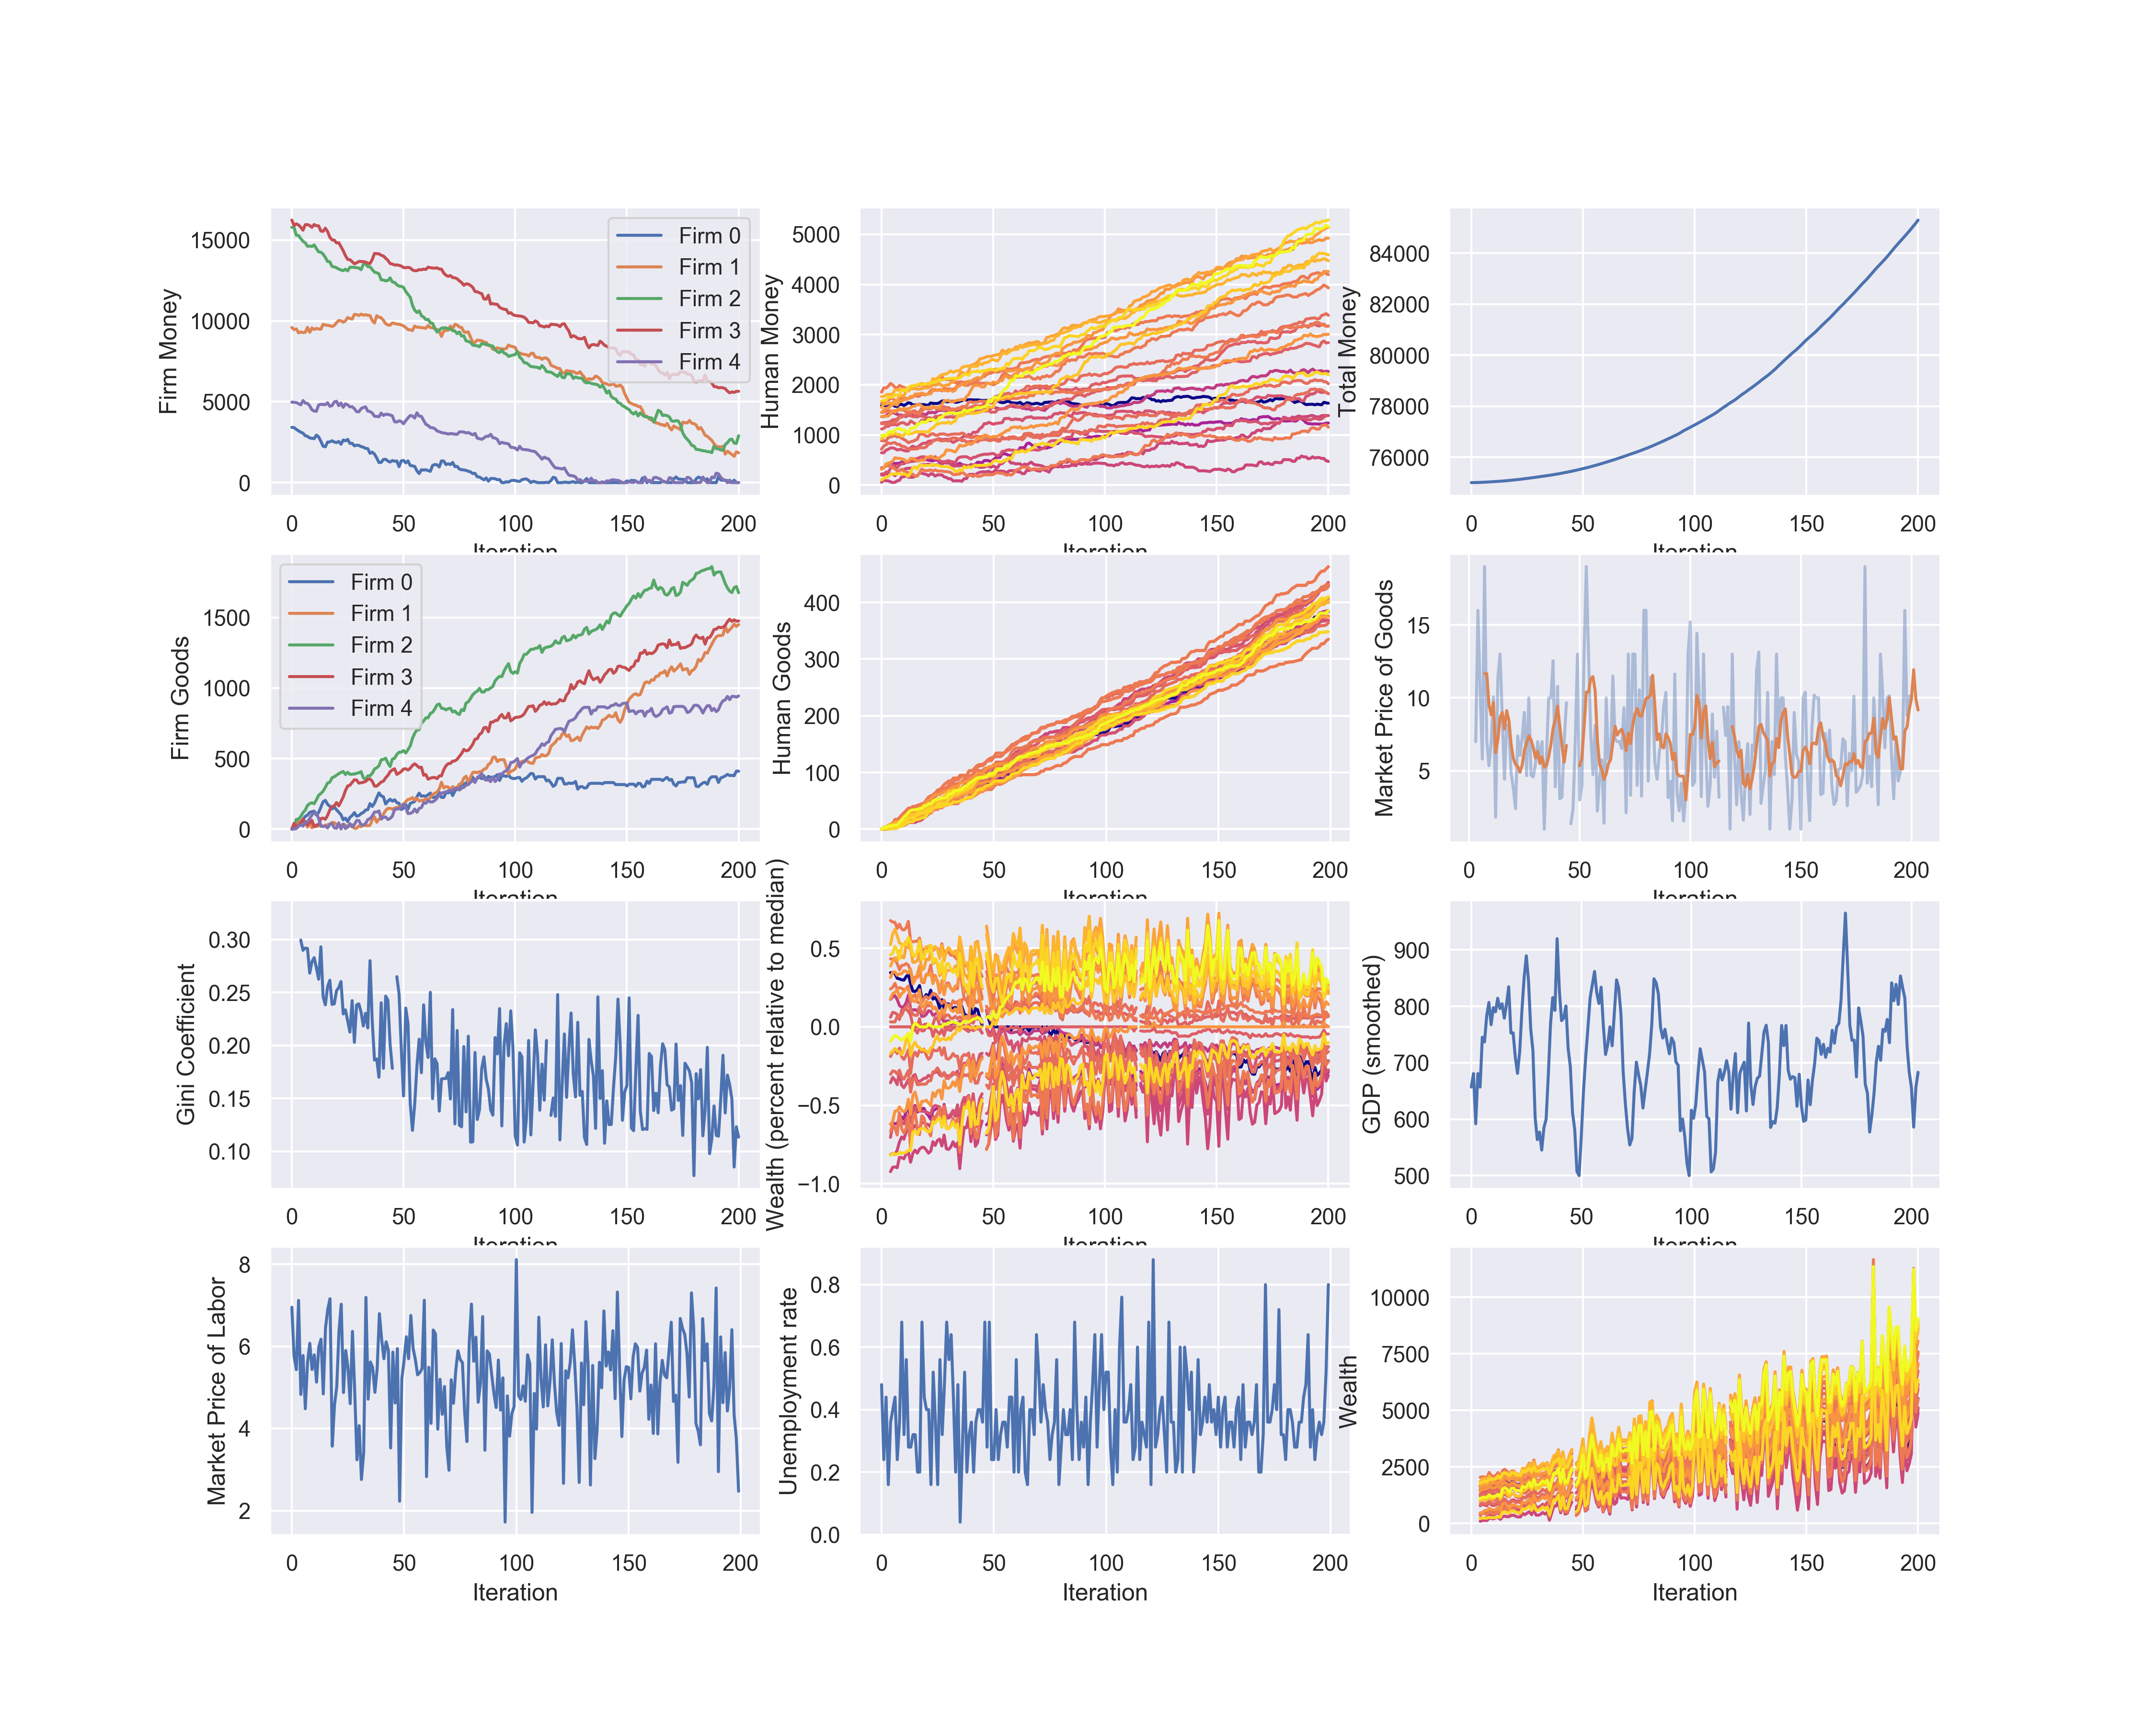 Firm Money
15000
10000
5000
0
Firm 0
Firm 1
Firm 2
Firm 3
Firm 4
0 50 100 150 200
Iteration
Human Money
5000
4000
3000
2000
1000
0
0 50 100 150 200
Iteration
Total Money
84000
82000
80000
78000
76000
0 50 100 150 200
Iteration
Firm Goods
1500
1000
500
0
Firm 0
Firm 1
Firm 2
Firm 3
Firm 4
0 50 100 150 200
Iteration
Human Goods
400
300
200
100
0
0 50 100 150 200
Iteration
Market Price of Goods
15
10
5
0 50 100 150 200
Iteration
Gini Coefficient
0.30
0.25
0.20
0.15
0.10
0 50 100 150 200
Iteration
Wealth (percent relative to median)
0.5
0.0
−0.5
−1.0
0 50 100 150 200
Iteration
GDP (smoothed)
900
800
700
600
500
0 50 100 150 200
Iteration
Market Price of Labor
8
6
4
2
0 50 100 150 200
Iteration
Unemployment rate
0.8
0.6
0.4
0.2
0.0
0 50 100 150 200
Iteration
Wealth
10000
7500
5000
2500
0
0 50 100 150 200
Iteration